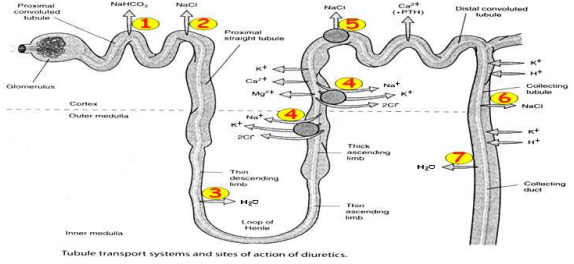 Proximal
convoluted
tubule
NaHCO3
1
NaCl
2
Proximal
straight tubule
NaCl
5
Ca2+
(+PTH)
Distal convoluted
tubule
Glomerulus
K+
Ca2+
Mg2+
4
Na+
K+
2Cl-
K+
H+
Collecting
tubule
6
NaCl
Cortex
Outer medulla
Na+
4
K+
2Cl-
K+
H+
Thick
ascending
limb
7
H2O
Thin
descending
limb
3
H2O
Collecting
duct
Loop of
Henle
Thin
ascending
limb
Inner medulla
Tubule transport systems and sites of action of diuretics.